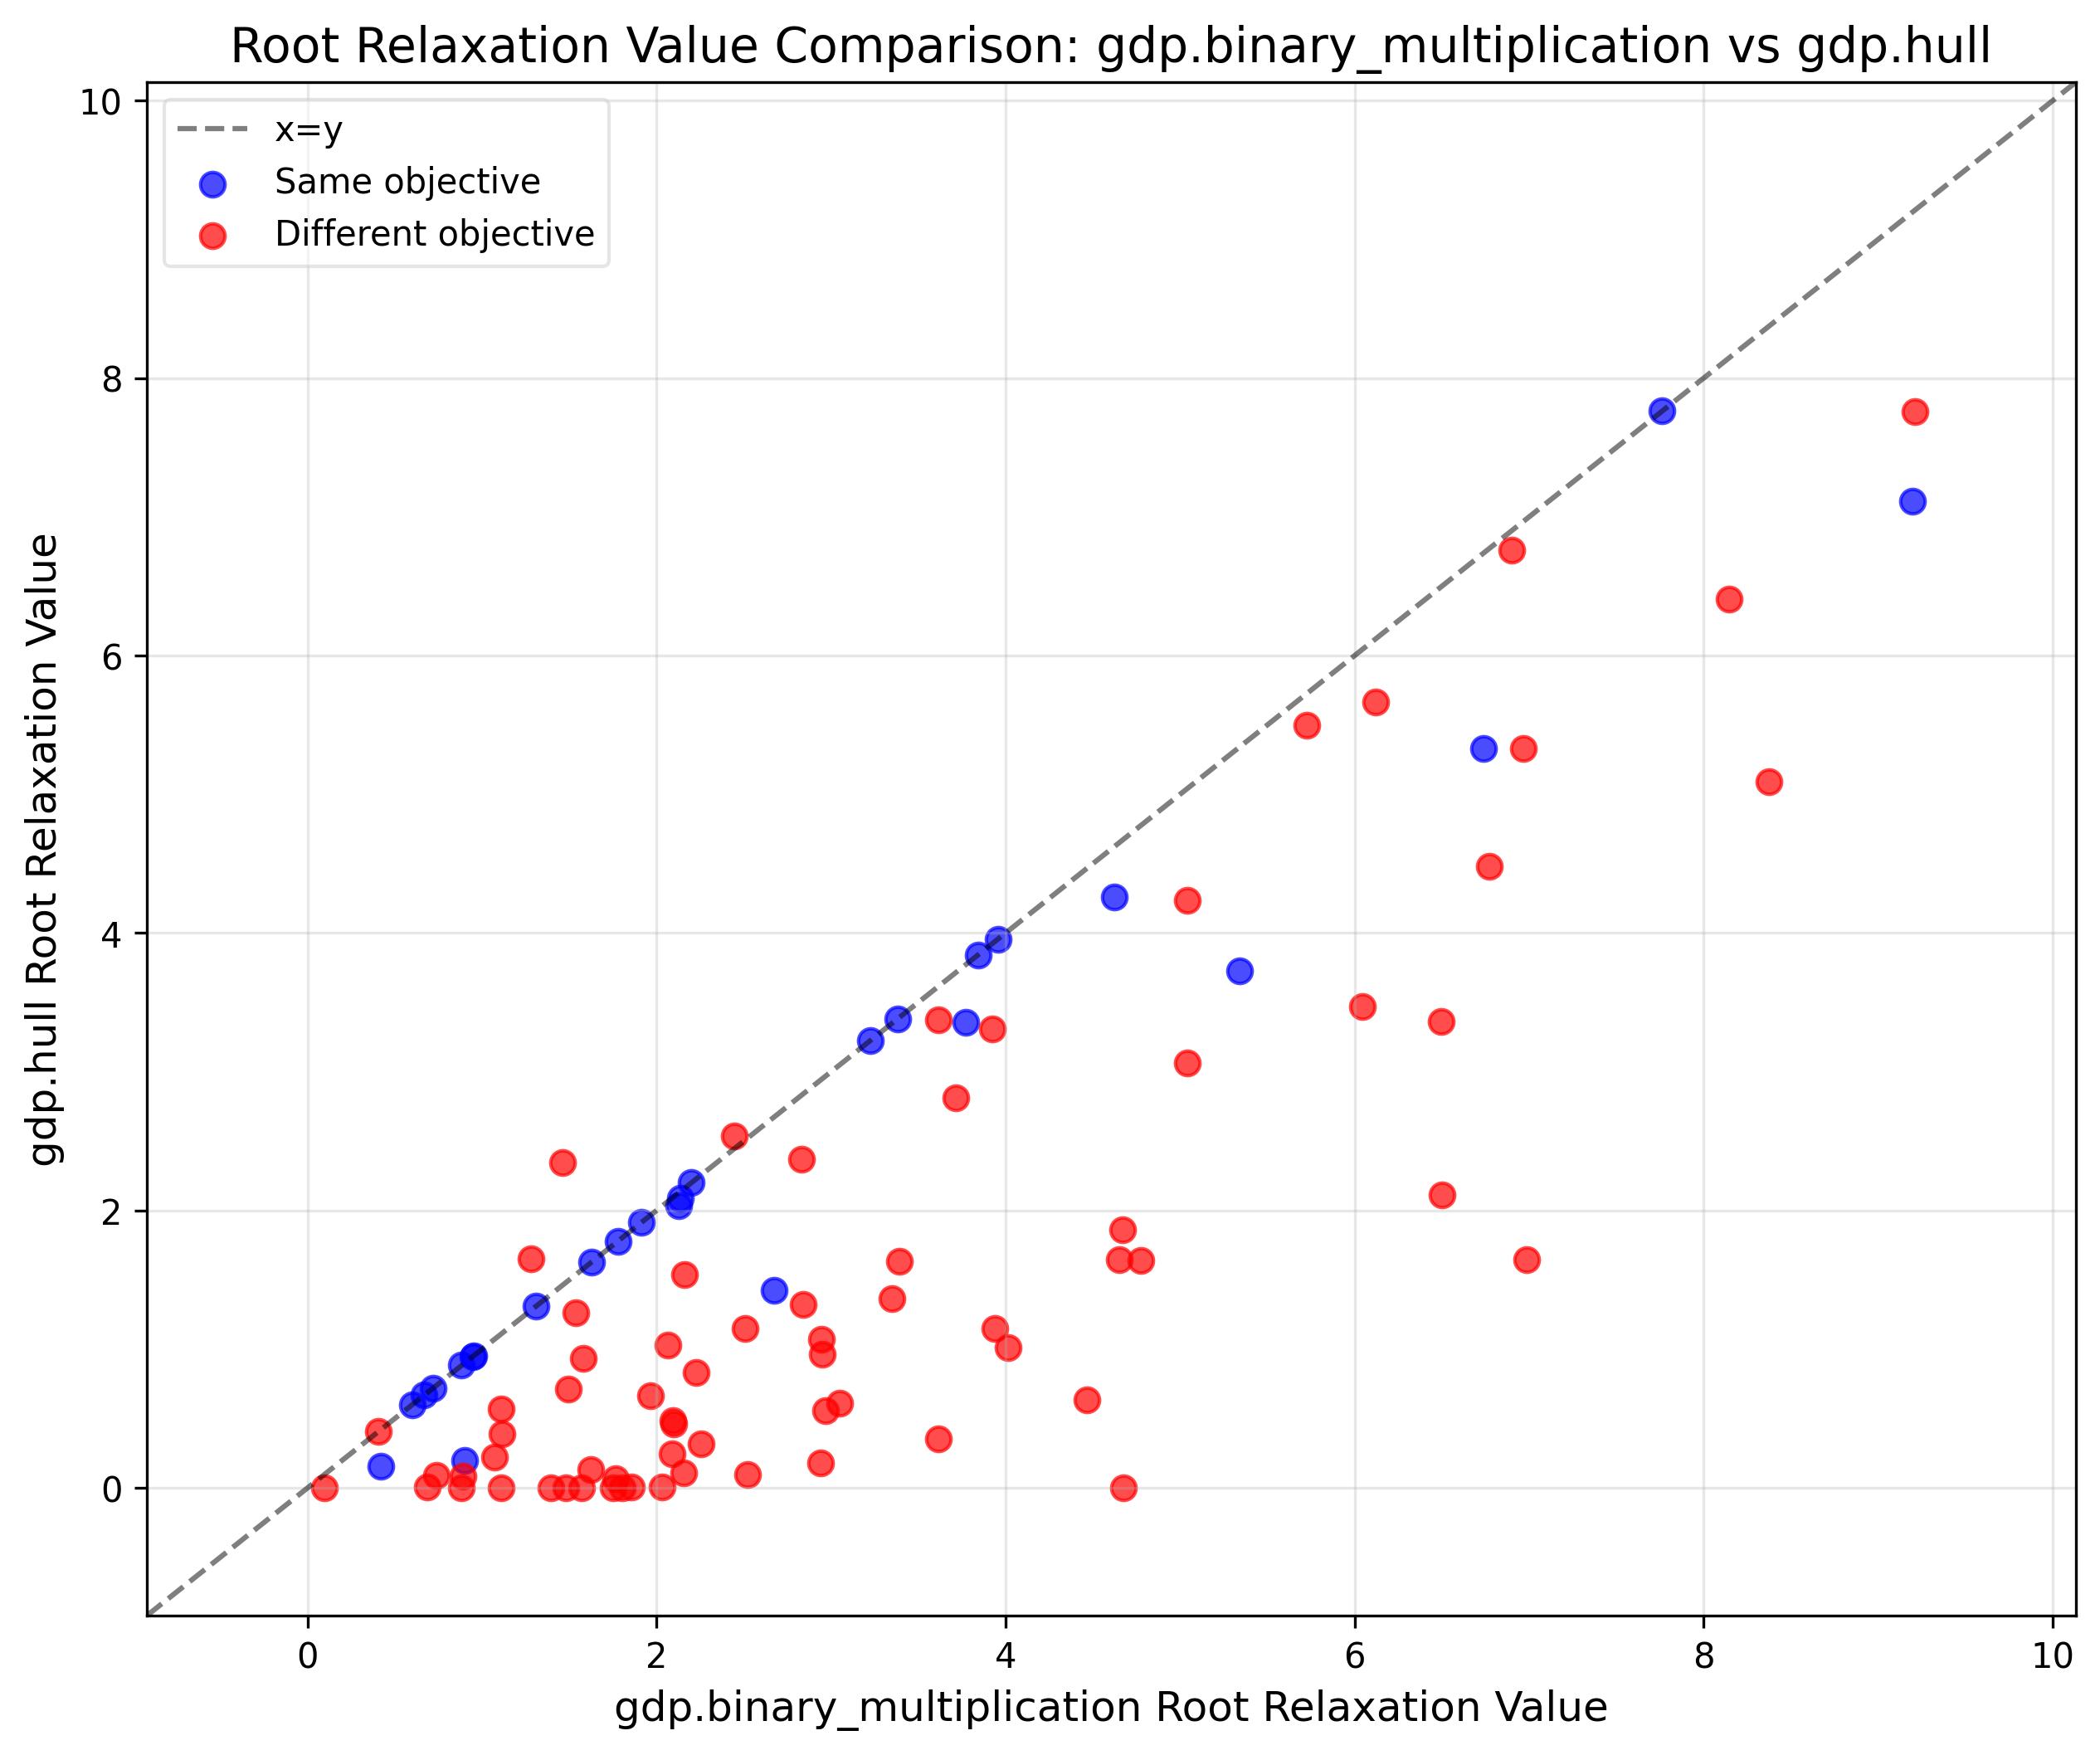 Root Relaxation Value Comparison: gdp.binary_multiplication vs gdp.hull
x=y
Same objective
Different objective
gdp.hull Root Relaxation Value
10
8
6
4
2
0
0 2 4 6 8 10
gdp.binary_multiplication Root Relaxation Value